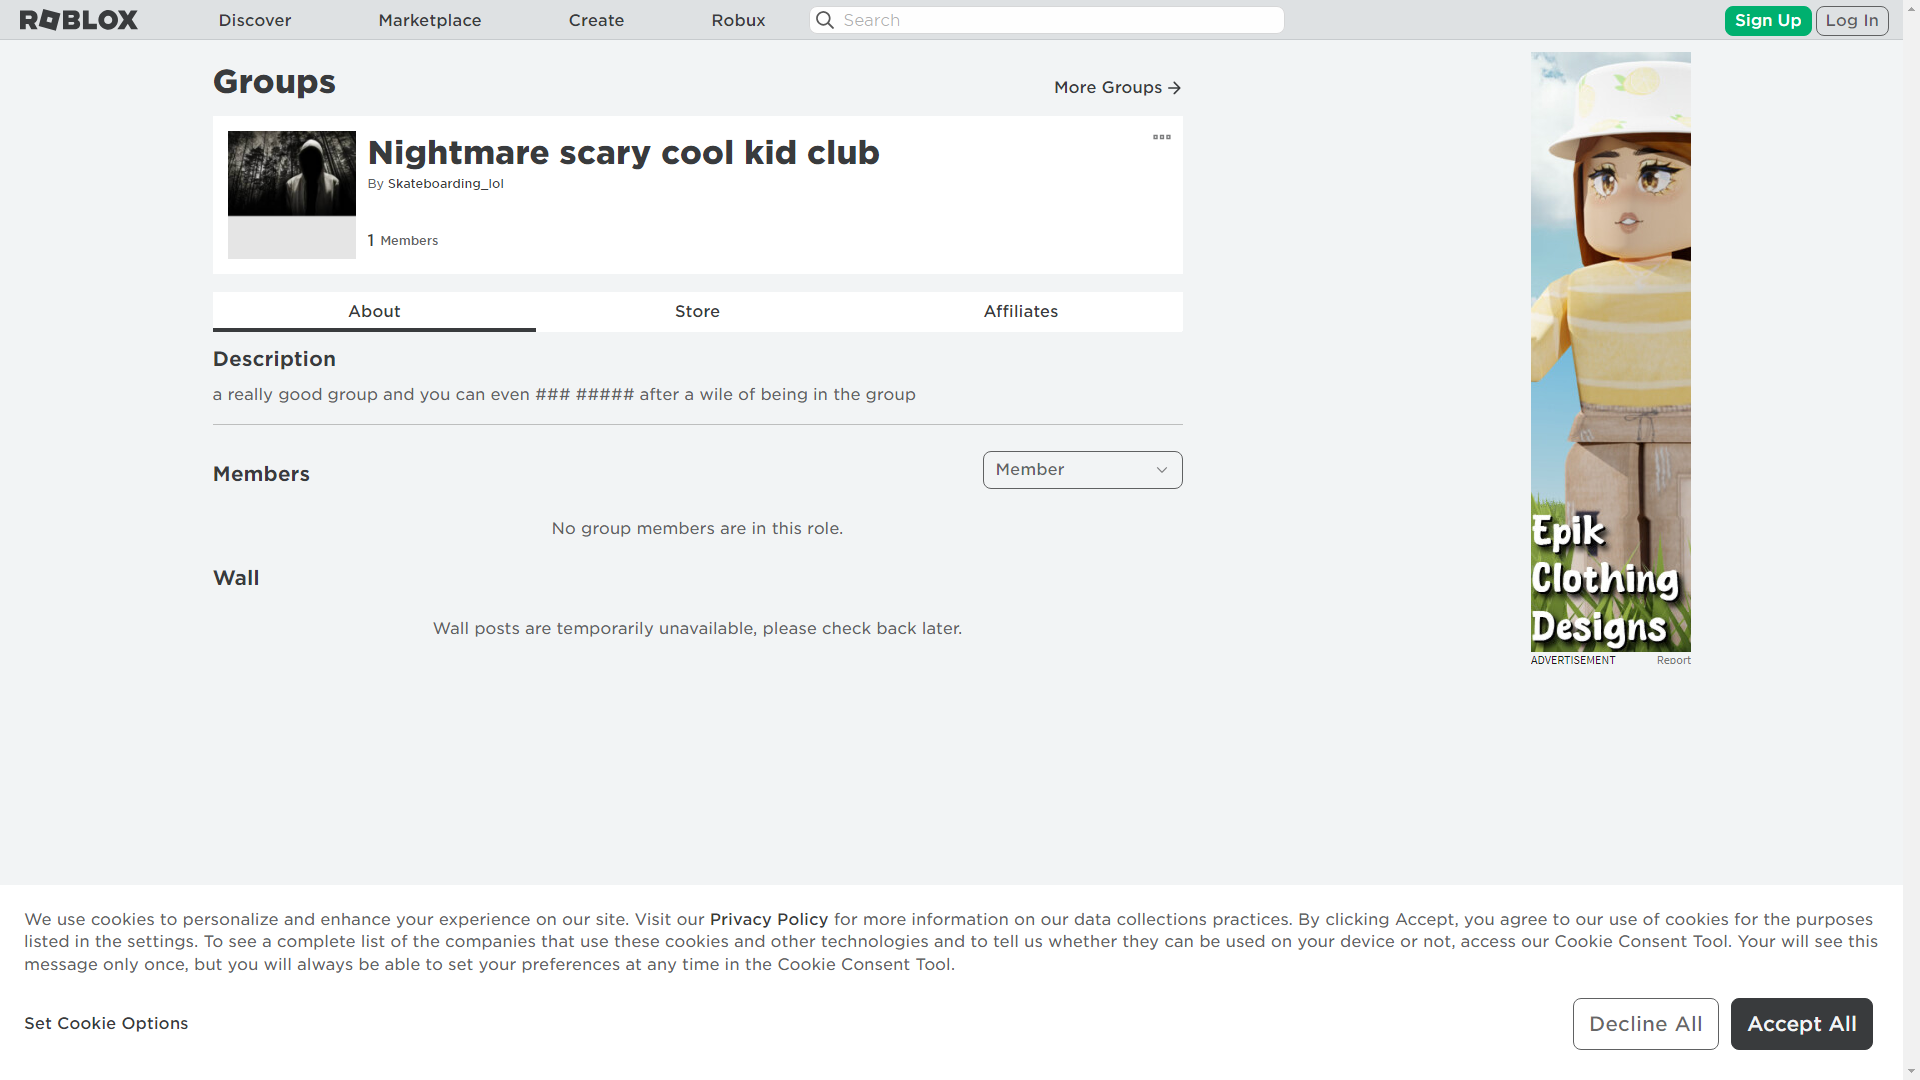 ROBLOX
Discover
Marketplace
Create
Robux
Search
Sign Up
Log In
Groups
More Groups
Nightmare scary cool kid club
By Skateboarding_lol
1 Members
About
Store
Affiliates
Description
a really good group and you can even ### ##### after a wile of being in the group
Members
Member
No group members are in this role.
Wall
Wall posts are temporarily unavailable, please check back later.
Epik
Clothing
Designs
ADVERTISEMENT
Report
We use cookies to personalize and enhance your experience on our site. Visit our Privacy Policy for more information on our data collections practices. By clicking Accept, you agree to our use of cookies for the purposes
listed in the settings. To see a complete list of the companies that use these cookies and other technologies and to tell us whether they can be used on your device or not, access our Cookie Consent Tool. Your will see this
message only once, but you will always be able to set your preferences at any time in the Cookie Consent Tool.
Set Cookie Options
Decline All
Accept All